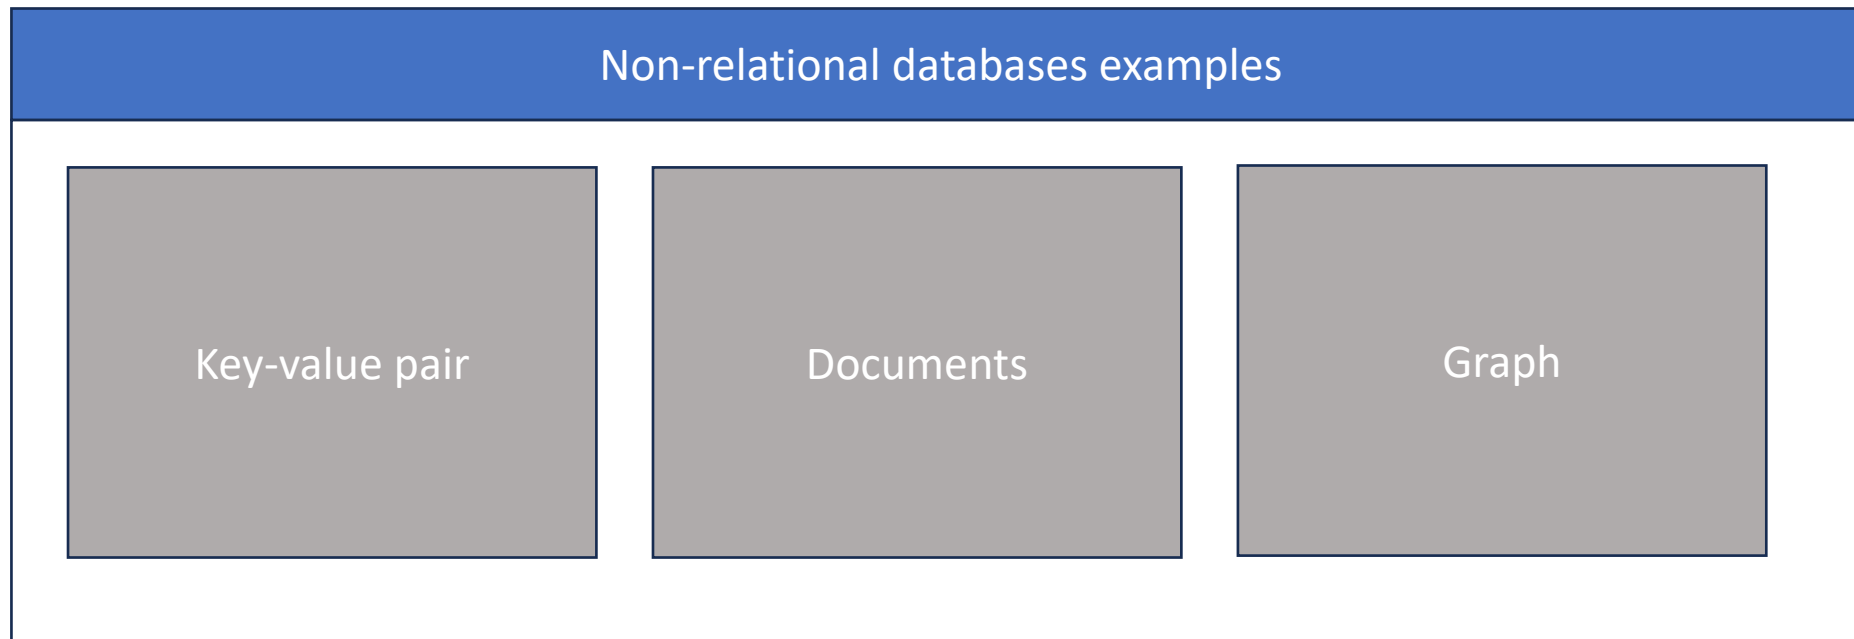 Non-relational databases examples
Key-value pair
Documents
Graph